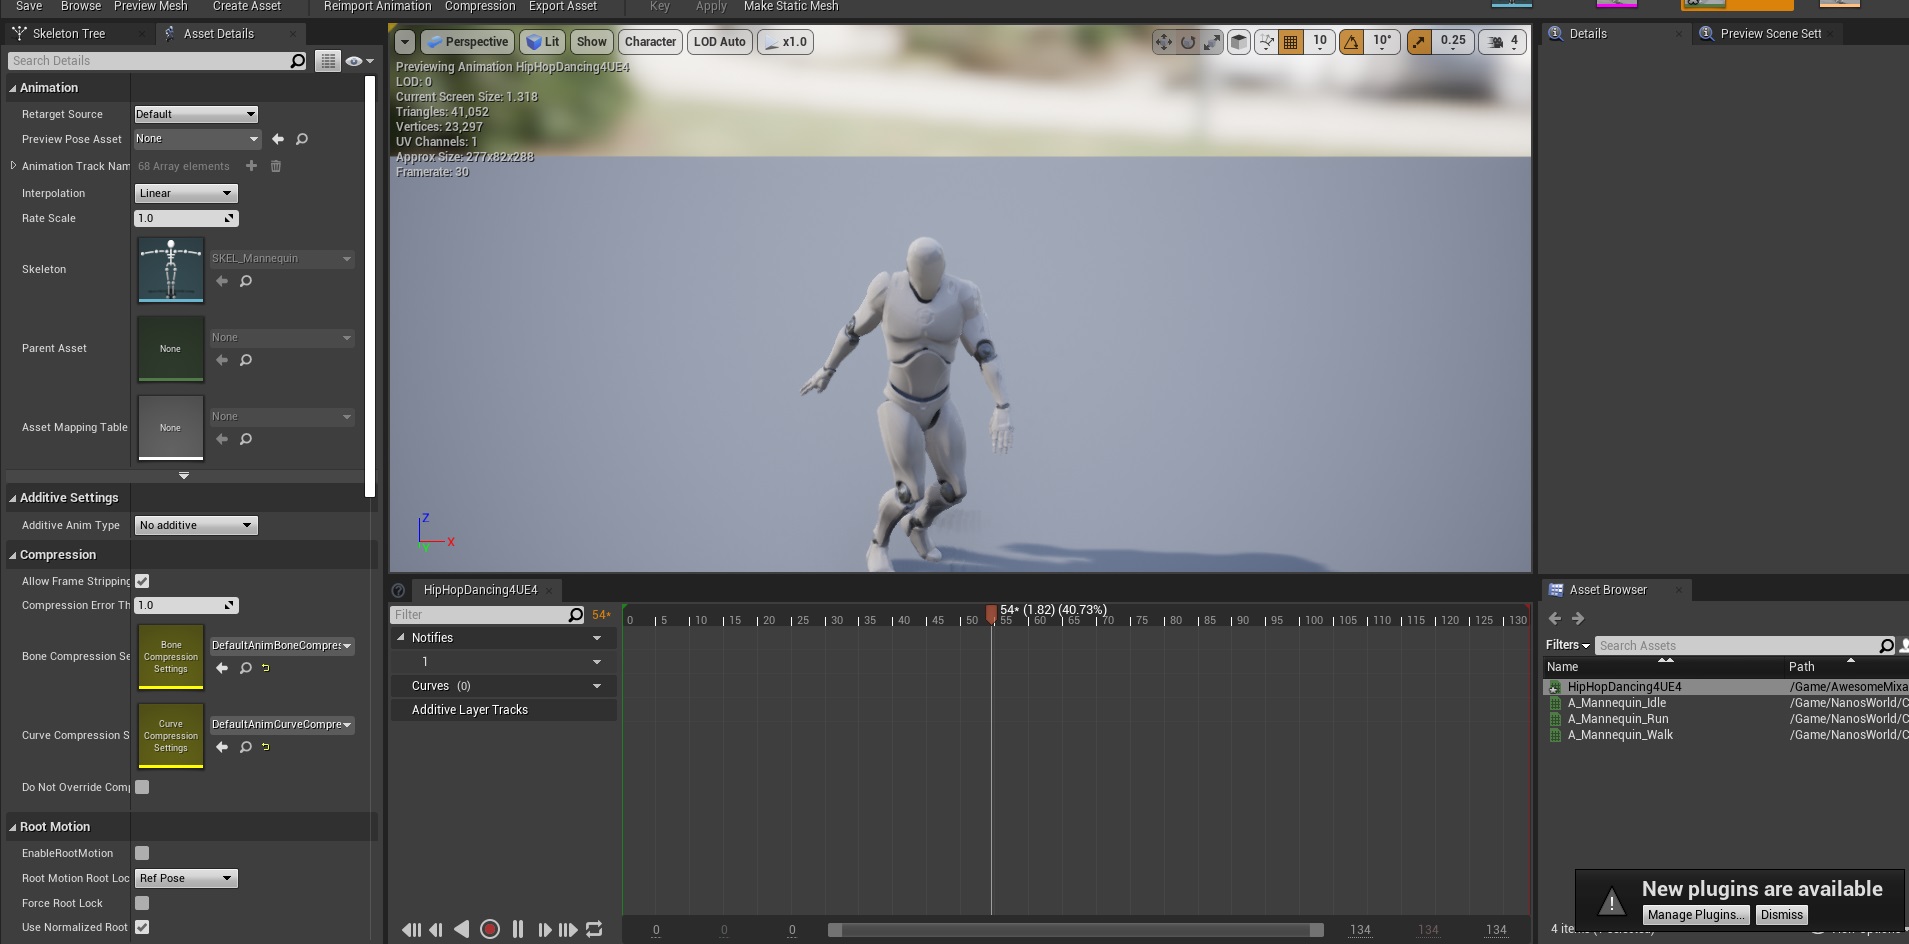 Save Browse Preview Mesh Create Asset Reimport Animation Compression Export Asset Key Apply Make Static Mesh
Skeleton Tree Asset Details
Search Details
Animation
Retarget Source Default
Preview Pose Asset None
Animation Track Nam 68 Array elements
Interpolation Linear
Rate Scale 1.0
Skeleton SKEL_Mannequin
Parent Asset None None
Asset Mapping Table None None
Additive Settings
Additive Anim Type No additive
Compression
Allow Frame Stripping
Compression Error Th 1.0
Bone Compression Se Bone Compression Settings DefaultAnimBoneCompres
Curve Compression S Curve Compression Settings DefaultAnimCurveCompre
Do Not Override Comp
Root Motion
EnableRootMotion
Root Motion Root Loc Ref Pose
Force Root Lock
Use Normalized Root
Perspective Lit Show Character LOD Auto x1.0 10 10° 0.25 4
Previewing Animation HipHopDancing4UE4
LOD: 0
Current Screen Size: 1.318
Triangles: 41,052
Vertices: 23,297
UV Channels: 1
Approx Size: 277x82x288
Framerate: 30
Z
X
Y
HipHopDancing4UE4
Filter 54*
54* (1.82) (40.73%)
0 5 10 15 20 25 30 35 40 45 50 55 60 65 70 75 80 85 90 95 100 105 110 115 120 125 130
Notifies
1
Curves (0)
Additive Layer Tracks
0 0 0 134 134 134
Details Preview Scene Sett
Asset Browser
Filters Search Assets
Name Path
HipHopDancing4UE4 /Game/AwesomeMixa
A_Mannequin_Idle /Game/NanosWorld/C
A_Mannequin_Run /Game/NanosWorld/C
A_Mannequin_Walk /Game/NanosWorld/C
New plugins are available
Manage Plugins... Dismiss
4 items